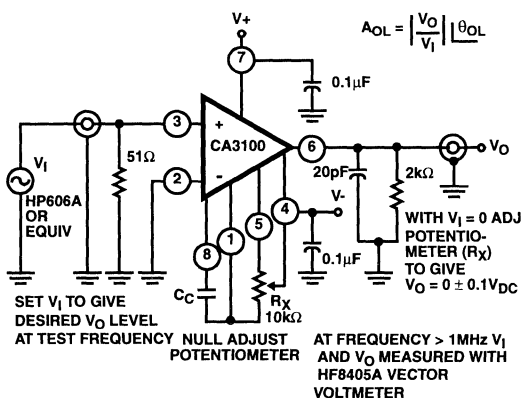 V+
A_OL = |V_O / V_I| ∠θ_OL
7
0.1μF
3
+
CA3100
6
V_O
V_I
51Ω
2
-
20pF
2kΩ
HP606A
OR
EQUIV
8
1
5
4
V-
0.1μF
C_C
R_X
10kΩ
WITH V_I = 0 ADJ
POTENTIO-
METER (R_X)
TO GIVE
V_O = 0 ± 0.1V_DC
SET V_I TO GIVE
DESIRED V_O LEVEL
AT TEST FREQUENCY
NULL ADJUST
POTENTIOMETER
AT FREQUENCY > 1MHz V_I
AND V_O MEASURED WITH
HF8405A VECTOR
VOLTMETER